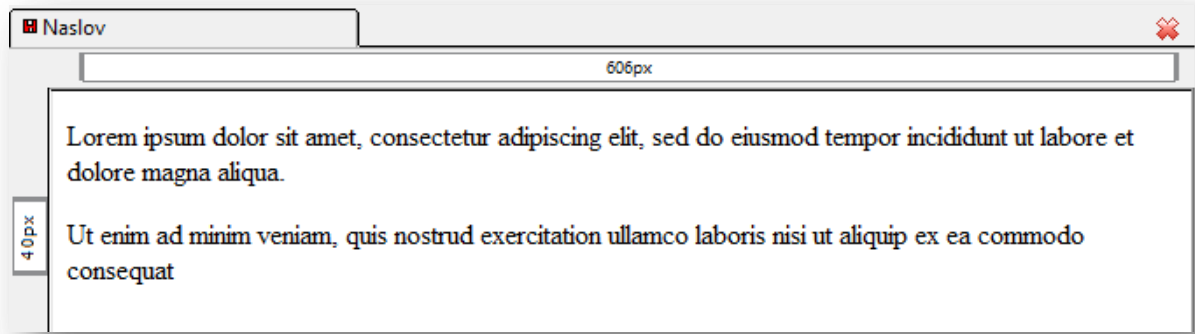 Naslov
606px
Lorem ipsum dolor sit amet, consectetur adipiscing elit, sed do eiusmod tempor incididunt ut labore et
dolore magna aliqua.
40px
Ut enim ad minim veniam, quis nostrud exercitation ullamco laboris nisi ut aliquip ex ea commodo
consequat